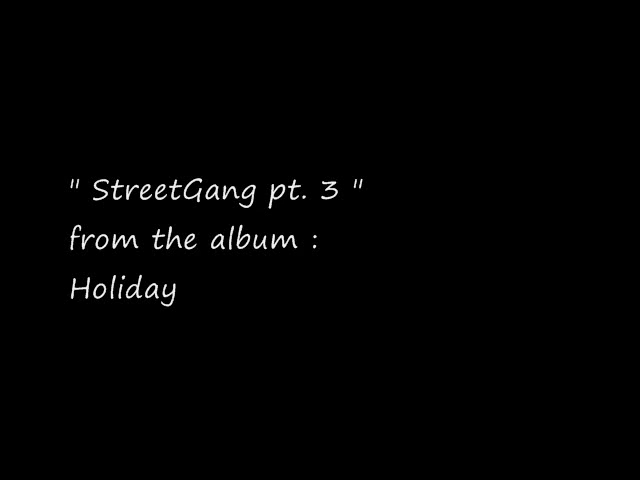 " StreetGang pt. 3 "
from the album :
Holiday